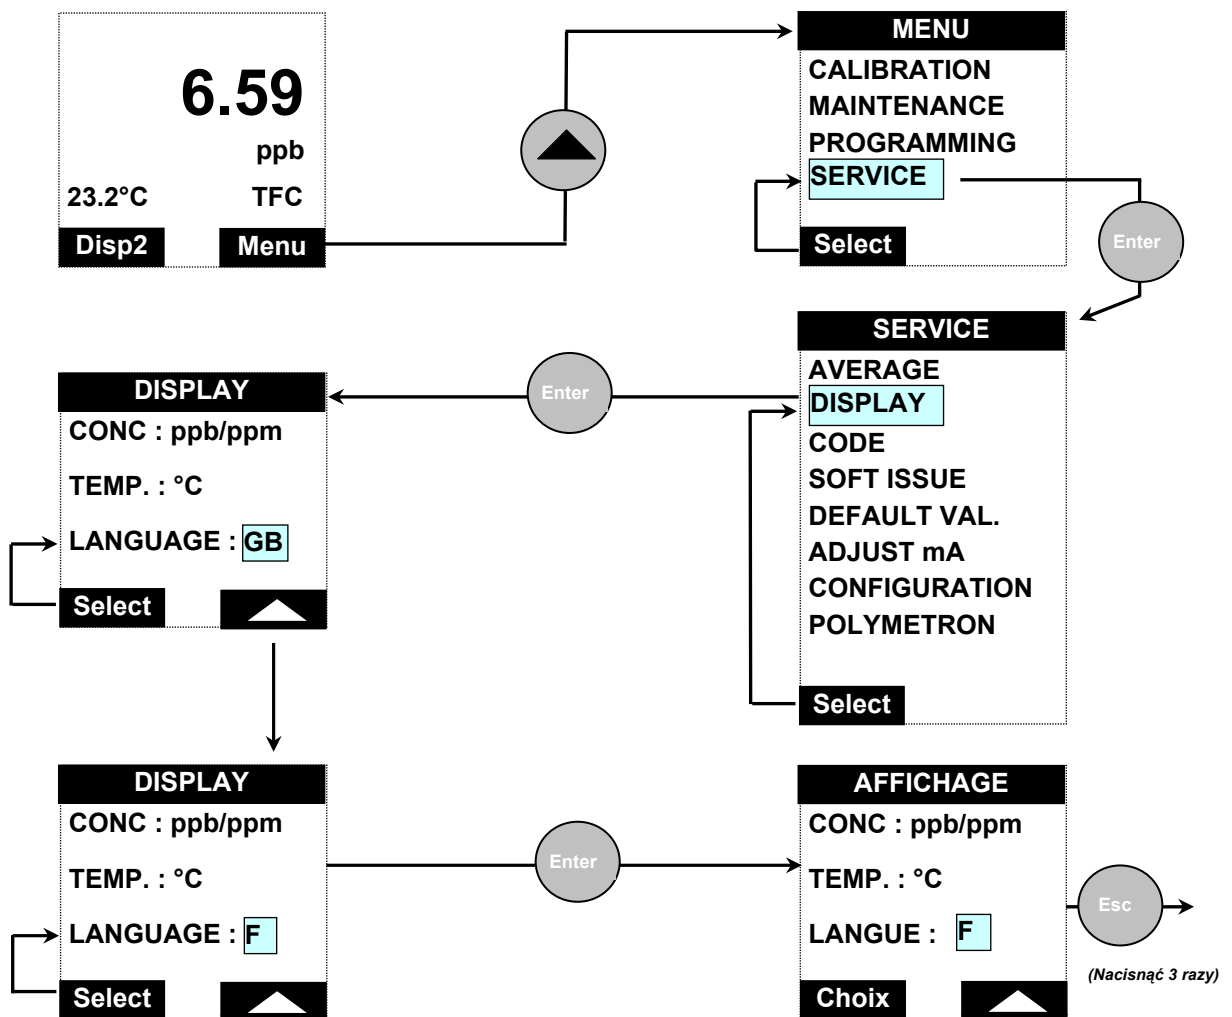 6.59
ppb
23.2°C TFC
Disp2 Menu
MENU
CALIBRATION
MAINTENANCE
PROGRAMMING
SERVICE
Select
Enter
SERVICE
AVERAGE
DISPLAY
CODE
SOFT ISSUE
DEFAULT VAL.
ADJUST mA
CONFIGURATION
POLYMETRON
Select
Enter
DISPLAY
CONC : ppb/ppm
TEMP. : °C
LANGUAGE : GB
Select
DISPLAY
CONC : ppb/ppm
TEMP. : °C
LANGUAGE : F
Select
Enter
AFFICHAGE
CONC : ppb/ppm
TEMP. : °C
LANGUE : F
Choix
Esc
(Nacisnąć 3 razy)